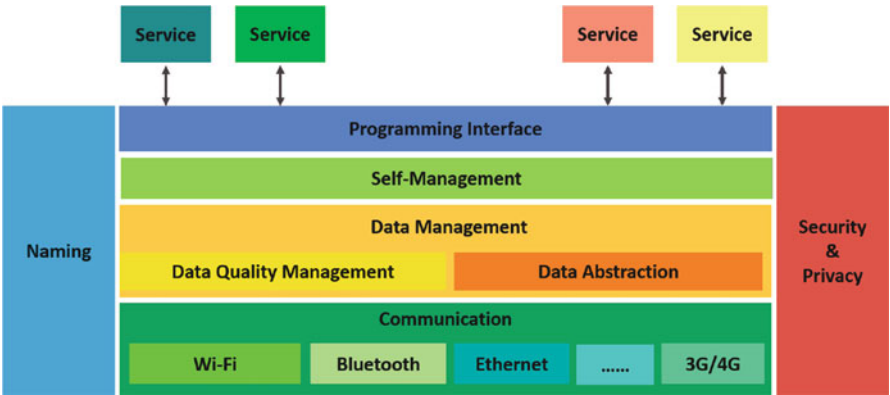 Service
Service
Service
Service
Programming Interface
Self-Management
Data Management
Naming
Security
&
Privacy
Data Quality Management
Data Abstraction
Communication
Wi-Fi
Bluetooth
Ethernet
......
3G/4G